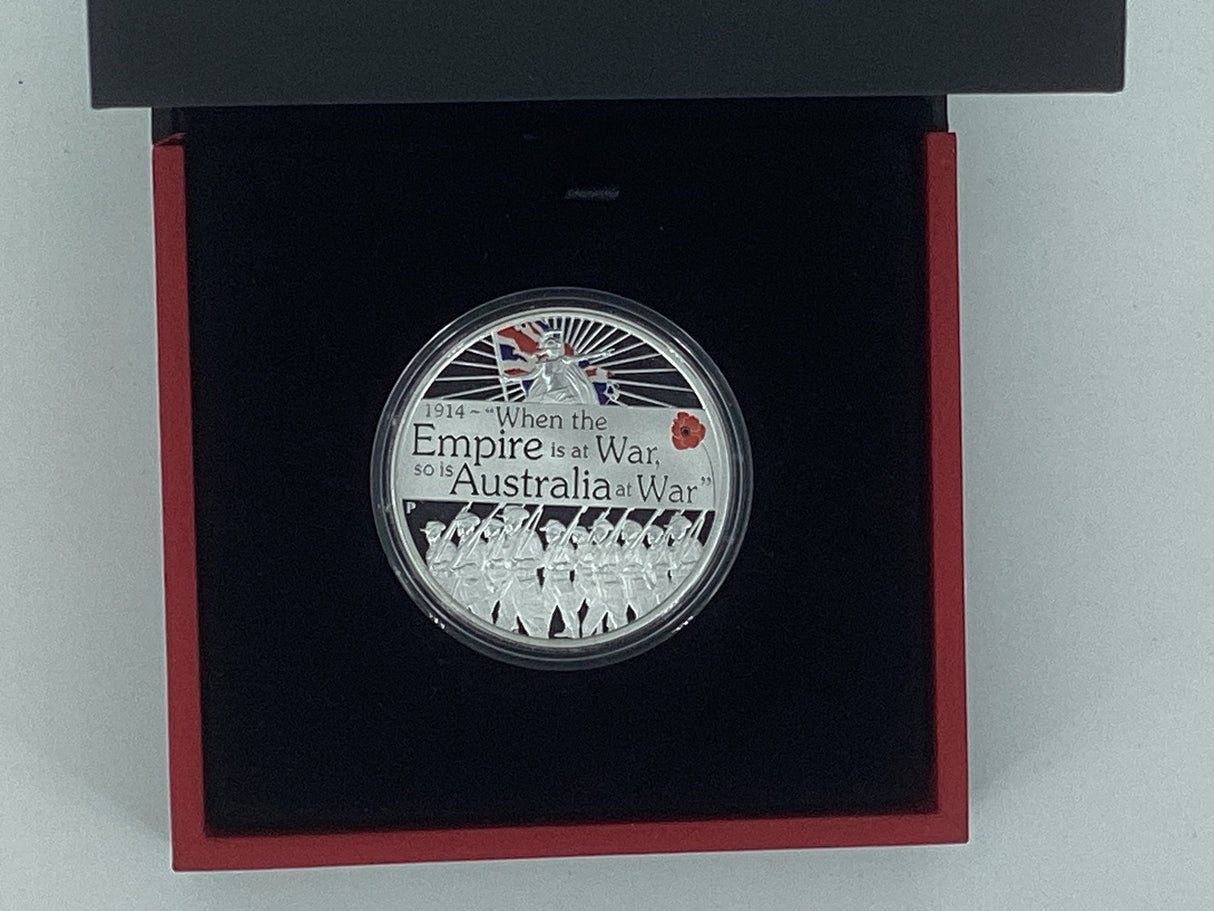 1914 ~ "When the
Empire is at War,
so is Australia at War"
P